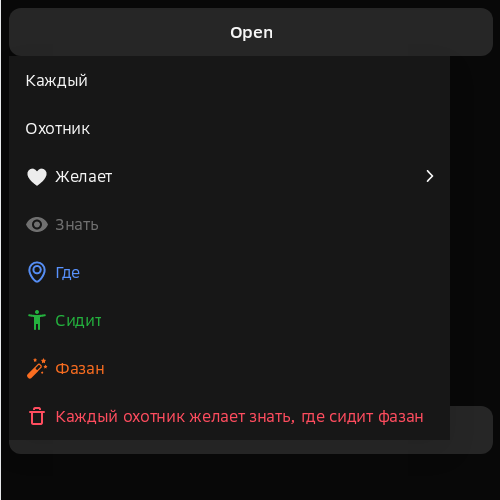 Open
Каждый
Охотник
Желает
Знать
Где
Сидит
Фазан
Каждый охотник желает знать, где сидит фазан